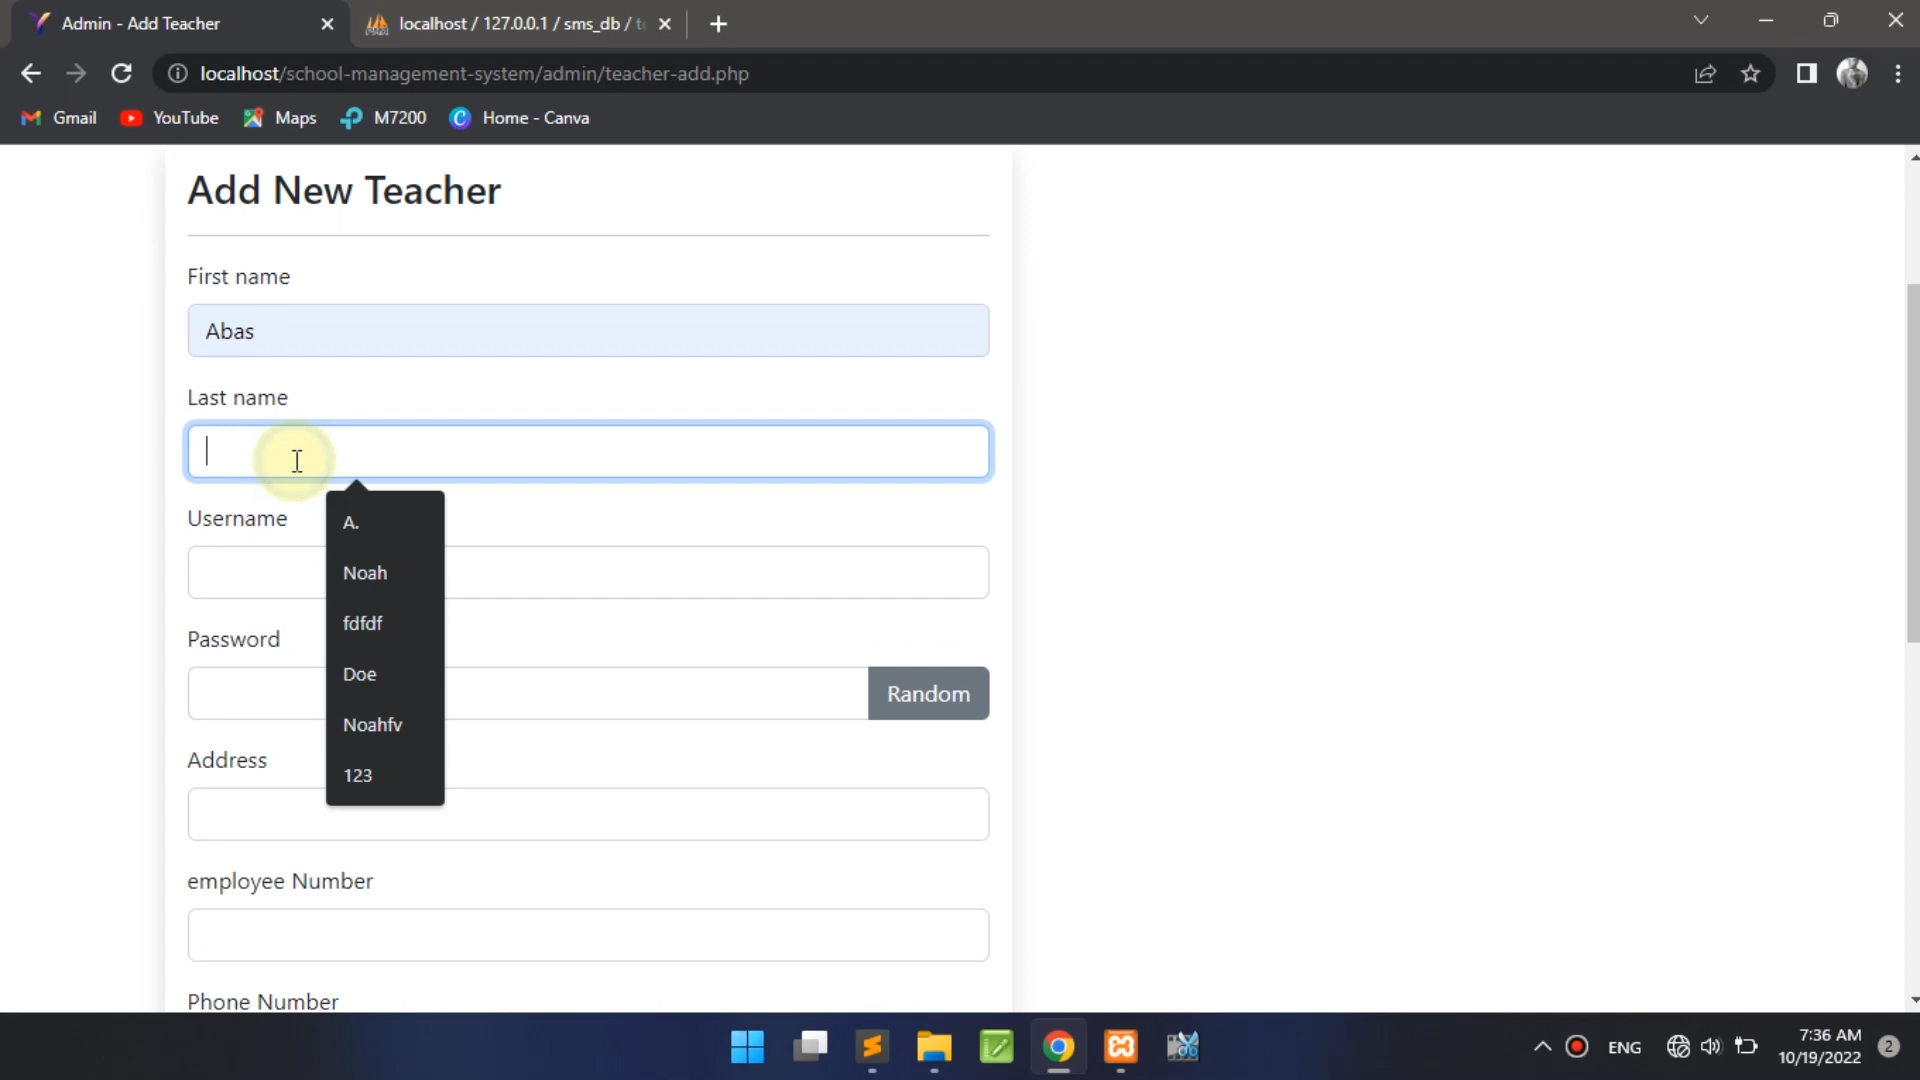 Admin - Add Teacher
localhost / 127.0.0.1 / sms_db / t
localhost/school-management-system/admin/teacher-add.php
Gmail
YouTube
Maps
M7200
Home - Canva
Add New Teacher
First name
Abas
Last name
A.
Noah
fdfdf
Doe
Noahfv
123
Username
Password
Random
Address
employee Number
Phone Number
ENG
7:36 AM
10/19/2022
2